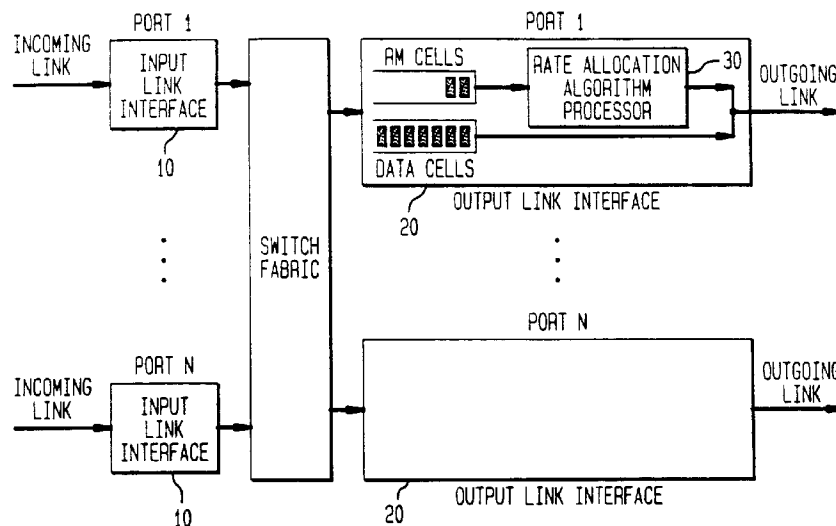 PORT 1
INCOMING
LINK
INPUT
LINK
INTERFACE
10
SWITCH
FABRIC
PORT 1
RM CELLS
RATE ALLOCATION
ALGORITHM
PROCESSOR
30
OUTGOING
LINK
DATA CELLS
20
OUTPUT LINK INTERFACE
PORT N
INCOMING
LINK
INPUT
LINK
INTERFACE
10
PORT N
OUTGOING
LINK
20
OUTPUT LINK INTERFACE